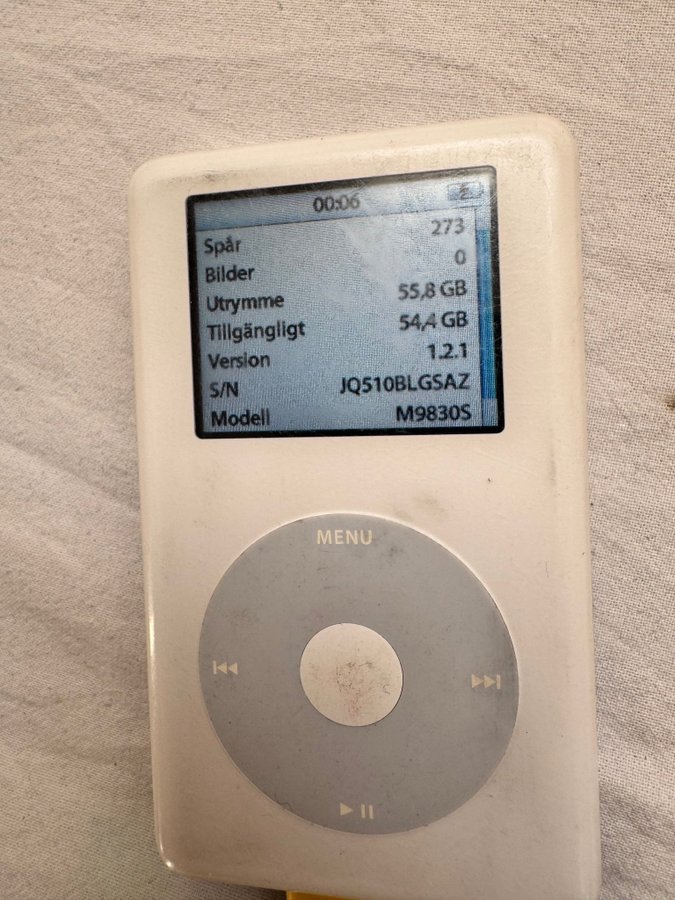 00:06
Spår 273
Bilder 0
Utrymme 55,8 GB
Tillgängligt 54,4 GB
Version 1.2.1
S/N JQ510BLGSAZ
Modell M9830S
MENU